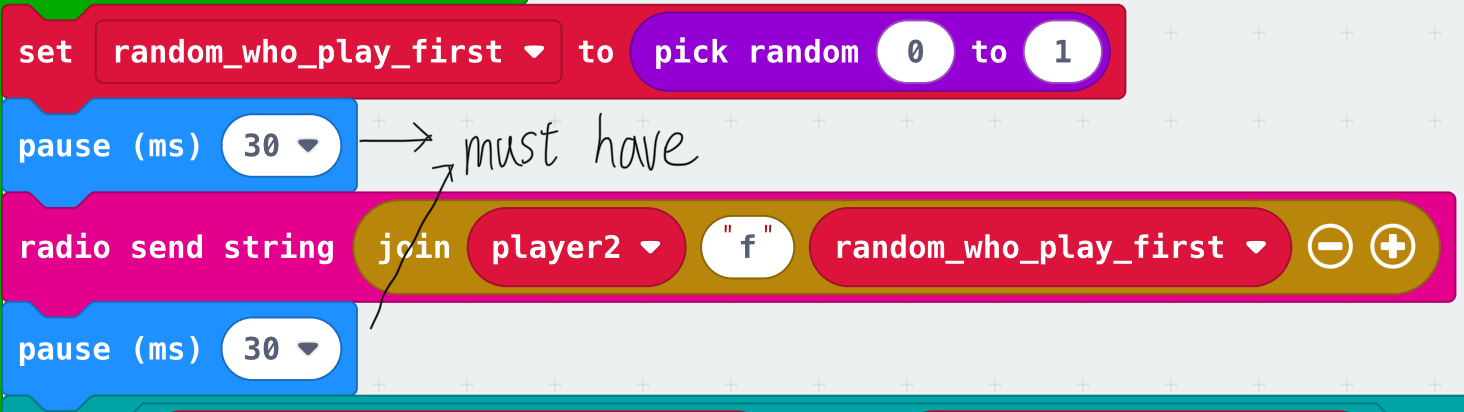 set random_who_play_first to pick random 0 to 1
pause (ms) 30
must have
radio send string join player2 "f" random_who_play_first
pause (ms) 30